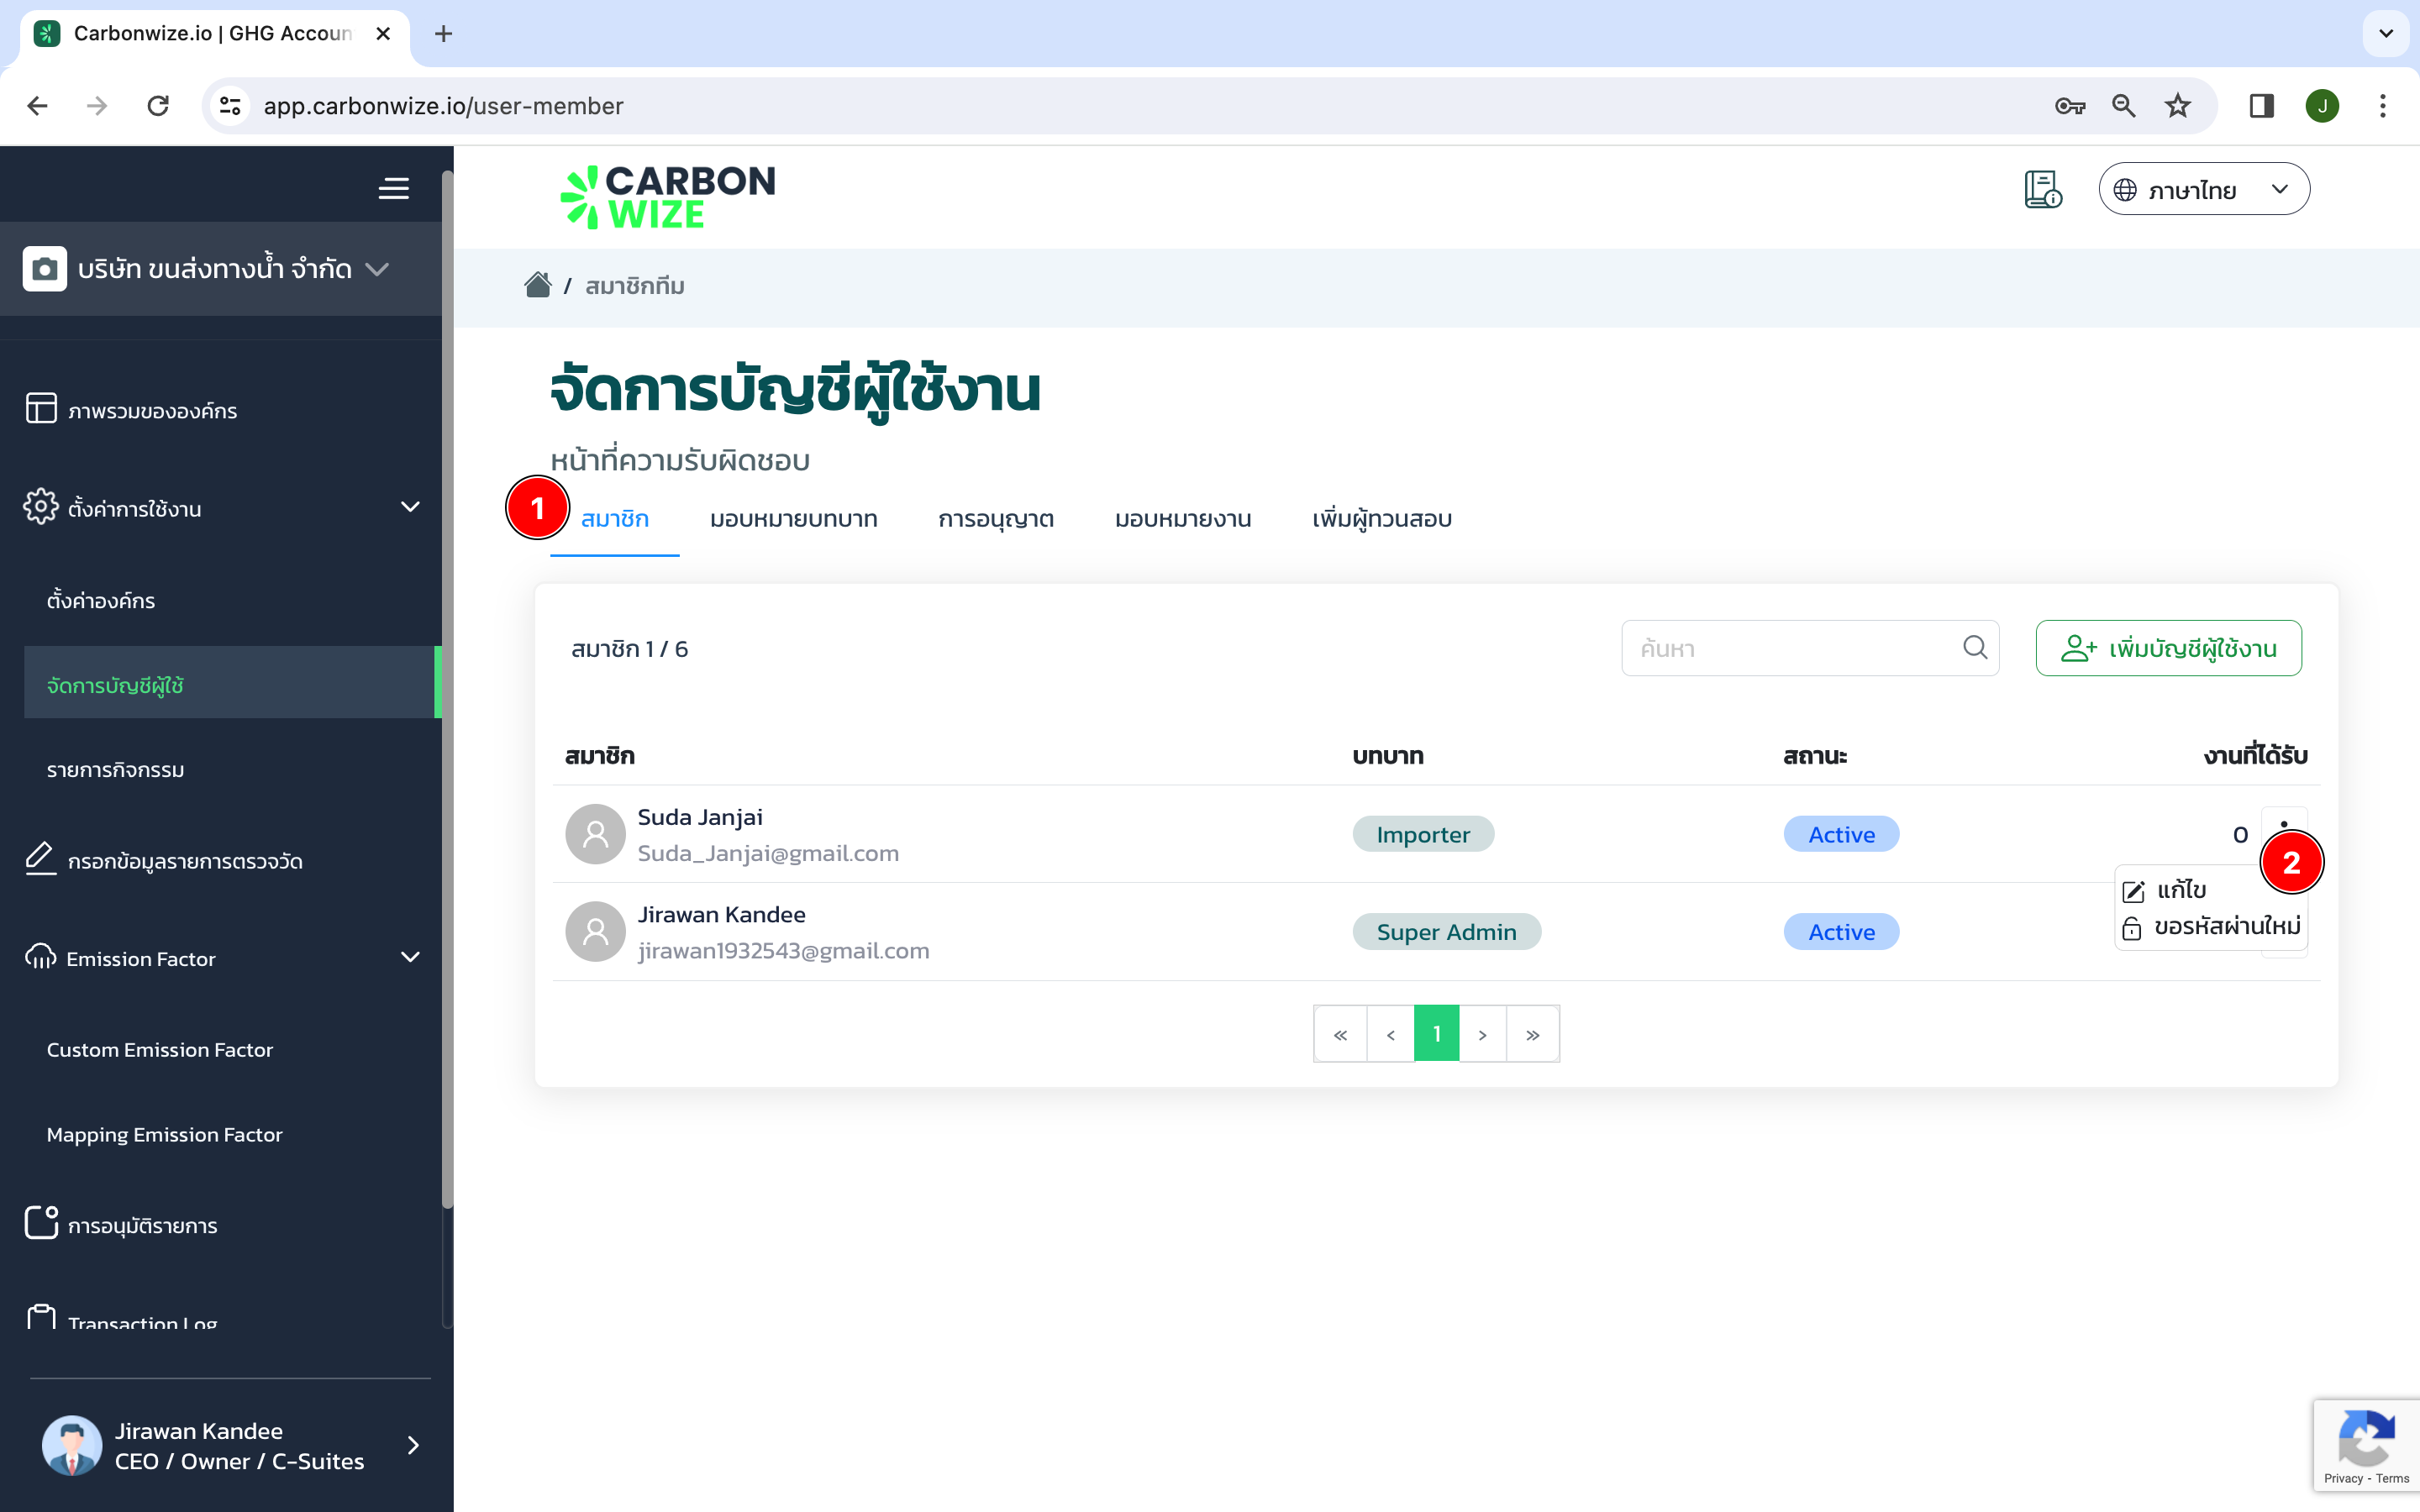 Carbonwize.io | GHG Accoun
app.carbonwize.io/user-member
J
บริษัท ขนส่งทางน้ำ จำกัด
ภาพรวมขององค์กร
ตั้งค่าการใช้งาน
ตั้งค่าองค์กร
จัดการบัญชีผู้ใช้
รายการกิจกรรม
กรอกข้อมูลรายการตรวจวัด
Emission Factor
Custom Emission Factor
Mapping Emission Factor
การอนุมัติรายการ
Transaction Log
Jirawan Kandee
CEO / Owner / C-Suites
CARBON
WIZE
ภาษาไทย
/ สมาชิกทีม
จัดการบัญชีผู้ใช้งาน
หน้าที่ความรับผิดชอบ
1
สมาชิก มอบหมายบทบาท การอนุญาต มอบหมายงาน เพิ่มผู้ทวนสอบ
สมาชิก 1 / 6 ค้นหา เพิ่มบัญชีผู้ใช้งาน
สมาชิก บทบาท สถานะ งานที่ได้รับ
Suda Janjai
Suda_Janjai@gmail.com
Importer Active 0
2
แก้ไข
ขอรหัสผ่านใหม่
Jirawan Kandee
jirawan1932543@gmail.com
Super Admin Active
« ‹ 1 › »
Privacy - Terms